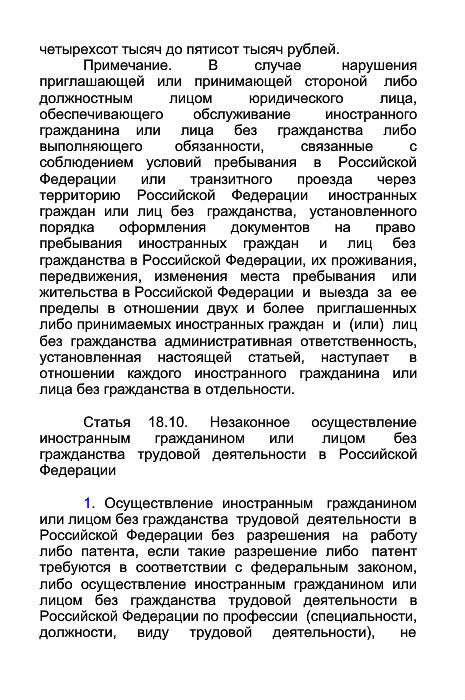 четырехсот тысяч до пятисот тысяч рублей.
Примечание. В случае нарушения
приглашающей или принимающей стороной либо
должностным лицом юридического лица,
обеспечивающего обслуживание иностранного
гражданина или лица без гражданства либо
выполняющего обязанности, связанные с
соблюдением условий пребывания в Российской
Федерации или транзитного проезда через
территорию Российской Федерации иностранных
граждан или лиц без гражданства, установленного
порядка оформления документов на право
пребывания иностранных граждан и лиц без
гражданства в Российской Федерации, их проживания,
передвижения, изменения места пребывания или
жительства в Российской Федерации и выезда за ее
пределы в отношении двух и более приглашенных
либо принимаемых иностранных граждан и (или) лиц
без гражданства административная ответственность,
установленная настоящей статьей, наступает в
отношении каждого иностранного гражданина или
лица без гражданства в отдельности.
Статья 18.10. Незаконное осуществление
иностранным гражданином или лицом без
гражданства трудовой деятельности в Российской
Федерации
1. Осуществление иностранным гражданином
или лицом без гражданства трудовой деятельности в
Российской Федерации без разрешения на работу
либо патента, если такие разрешение либо патент
требуются в соответствии с федеральным законом,
либо осуществление иностранным гражданином или
лицом без гражданства трудовой деятельности в
Российской Федерации по профессии (специальности,
должности, виду трудовой деятельности), не